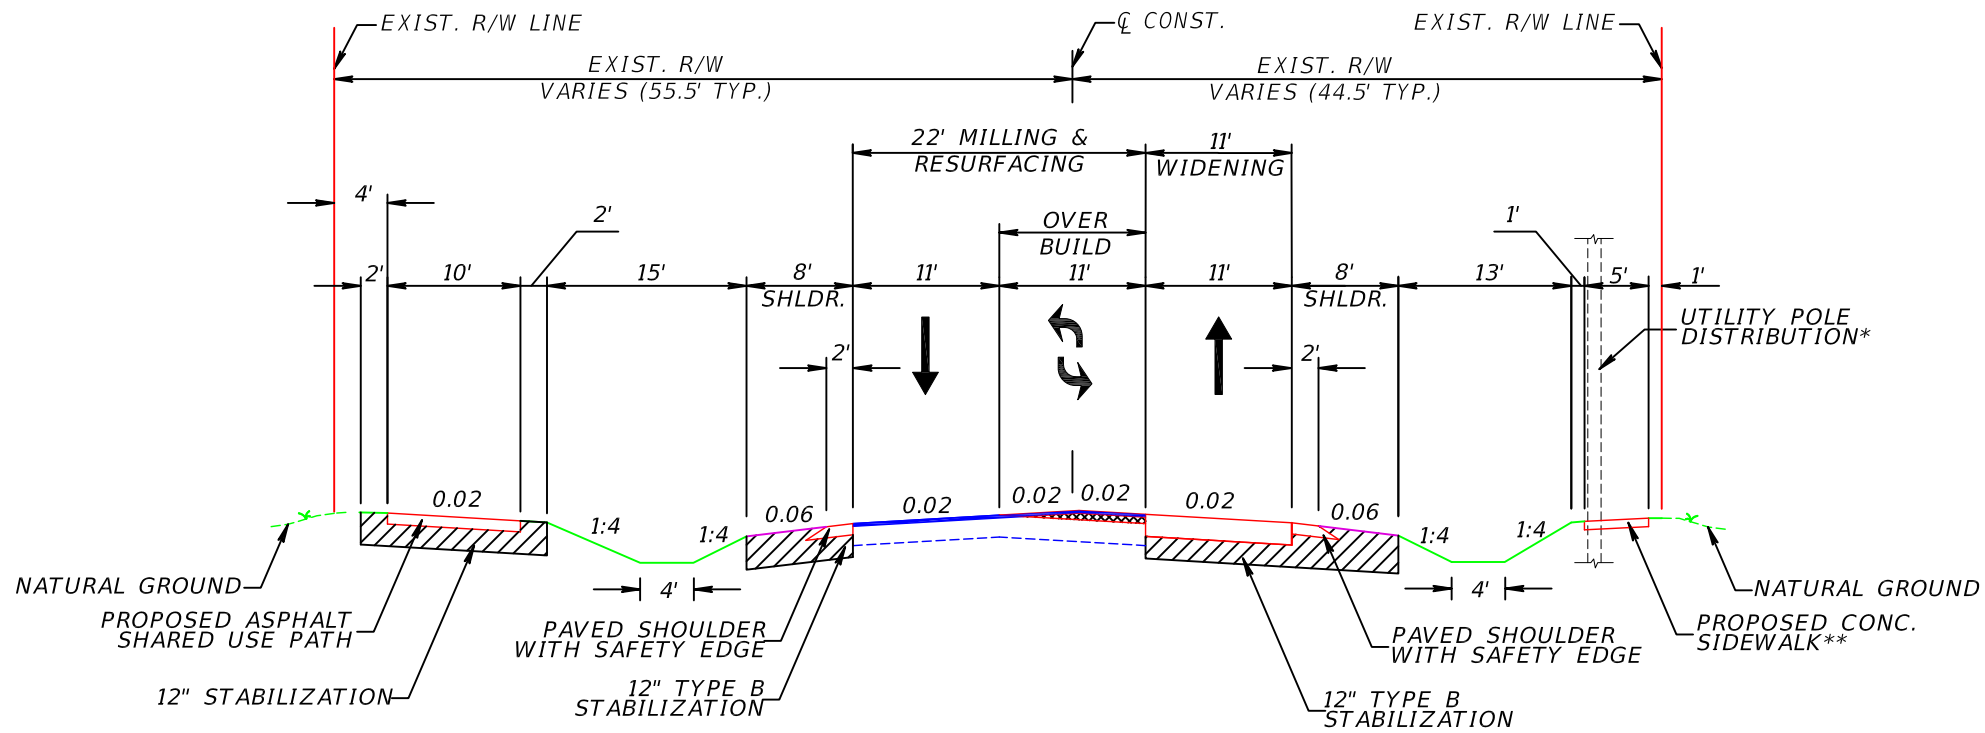 EXIST. R/W LINE
℄ CONST.
EXIST. R/W LINE
EXIST. R/W
VARIES (55.5' TYP.)
EXIST. R/W
VARIES (44.5' TYP.)
22' MILLING &
RESURFACING
11'
WIDENING
4'
2'
OVER
BUILD
1'
2'
10'
15'
8'
SHLDR.
11'
11'
11'
8'
SHLDR.
13'
5'
1'
UTILITY POLE
DISTRIBUTION*
2'
2'
0.02
1:4
1:4
0.06
0.02
0.02
0.02
0.02
0.06
1:4
1:4
NATURAL GROUND
4'
4'
NATURAL GROUND
PROPOSED ASPHALT
SHARED USE PATH
PAVED SHOULDER
WITH SAFETY EDGE
PAVED SHOULDER
WITH SAFETY EDGE
PROPOSED CONC.
SIDEWALK**
12" STABILIZATION
12" TYPE B
STABILIZATION
12" TYPE B
STABILIZATION